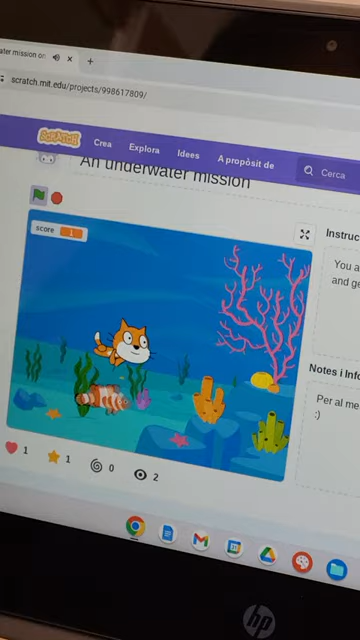 ater mission on
scratch.mit.edu/projects/998617809/
SCRATCH
Crea
Explora
Idees
A propòsit de
Cerca
An underwater mission
score 1
Instruc
You a
and ge
Notes i Info
Per al me
:)
1
1
0
2
hp